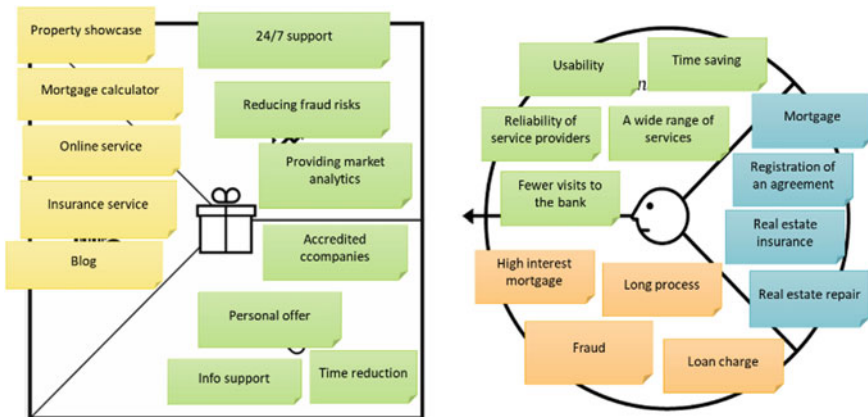 Property showcase
Mortgage calculator
Online service
Insurance service
Blog
24/7 support
Reducing fraud risks
Providing market
analytics
Accredited
ccompanies
Personal offer
Info support
Time reduction
Usability
Time saving
Reliability of
service providers
A wide range of
services
Fewer visits to
the bank
Mortgage
Registration of
an agreement
Real estate
insurance
Real estate repair
High interest
mortgage
Long process
Fraud
Loan charge